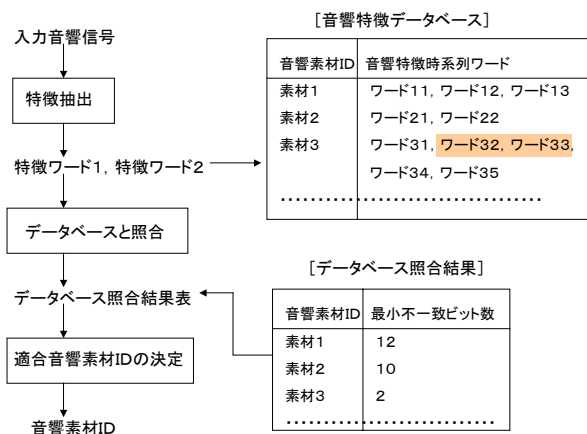 入力音響信号
特徴抽出
特徴ワード1, 特徴ワード2
データベースと照合
データベース照合結果表
適合音響素材IDの決定
音響素材ID
[音響特徴データベース]
音響素材ID 音響特徴時系列ワード
素材1 ワード11, ワード12, ワード13
素材2 ワード21, ワード22
素材3 ワード31, ワード32, ワード33,
ワード34, ワード35
・・・・・・・・・・・・・・・・・・・・・・・・・・・・・・・・・・・
[データベース照合結果]
音響素材ID 最小不一致ビット数
素材1 12
素材2 10
素材3 2
・・・・・・・・・・・・・・・・・・・・・・・・・・・